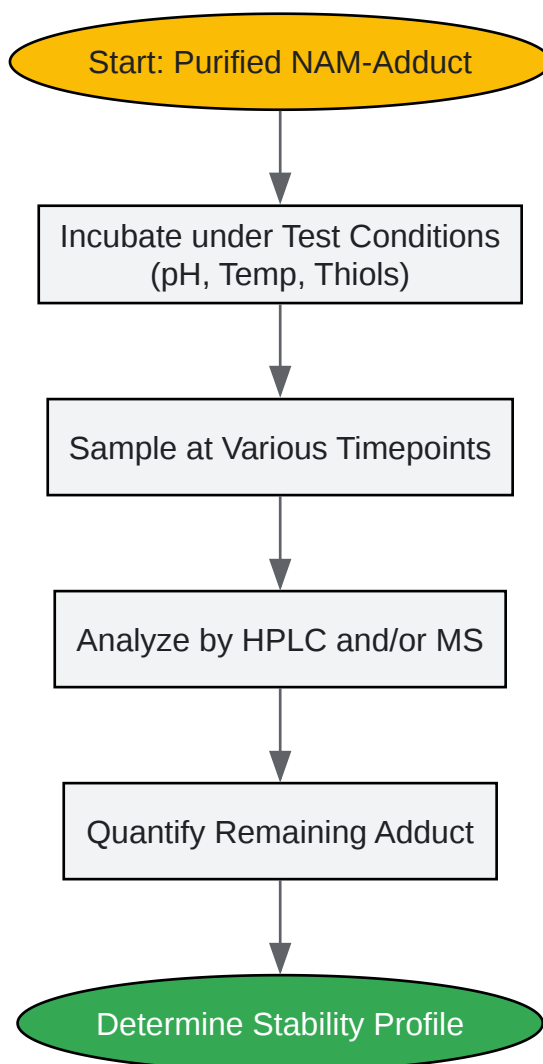 Start: Purified NAM-Adduct
Incubate under Test Conditions
(pH, Temp, Thiols)
Sample at Various Timepoints
Analyze by HPLC and/or MS
Quantify Remaining Adduct
Determine Stability Profile